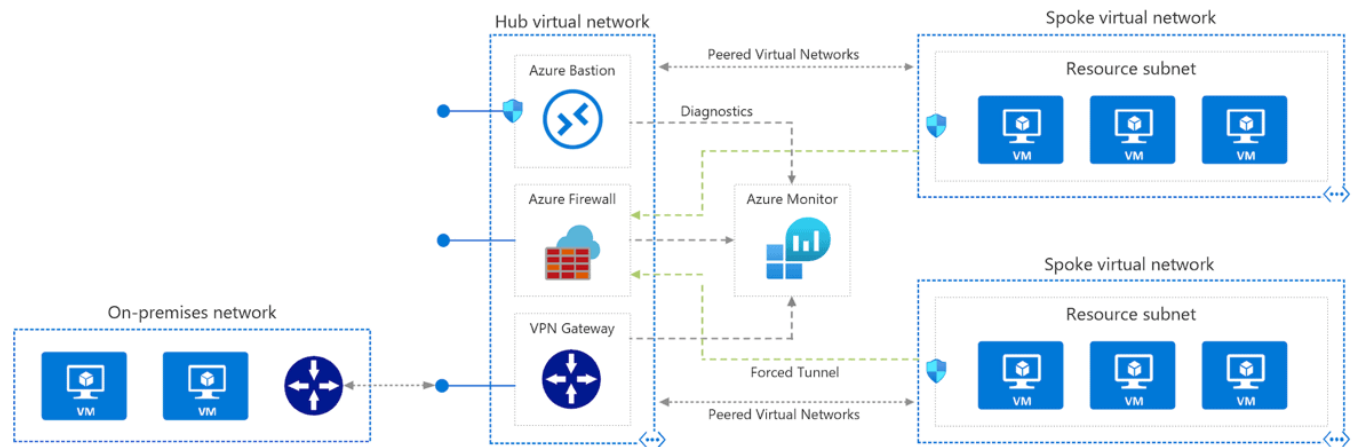 Hub virtual network
Spoke virtual network
Azure Bastion
Peered Virtual Networks
Resource subnet
Diagnostics
VM
VM
VM
Azure Firewall
Azure Monitor
Spoke virtual network
On-premises network
VPN Gateway
Resource subnet
VM
VM
Forced Tunnel
VM
VM
VM
Peered Virtual Networks